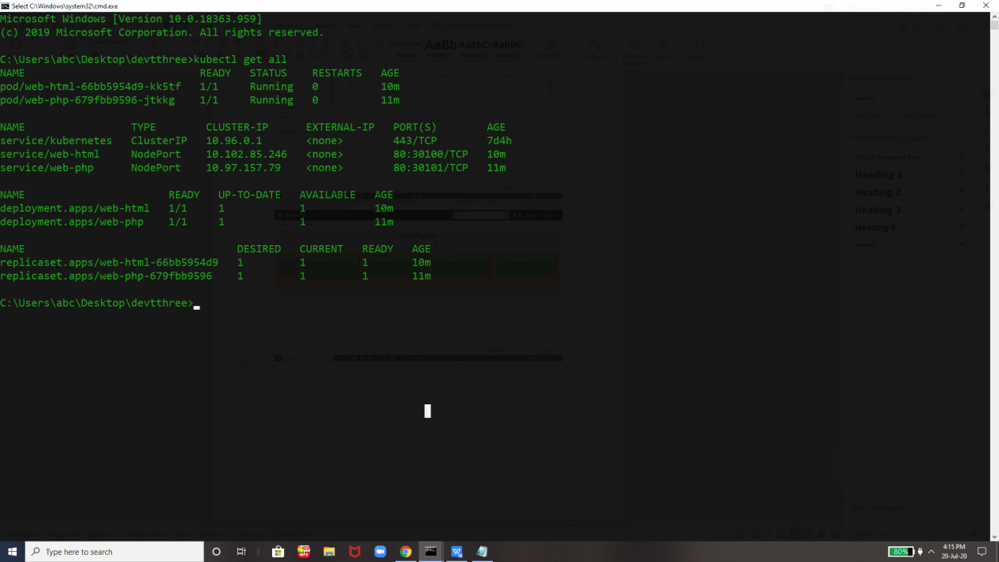 Select C:\Windows\system32\cmd.exe
Microsoft Windows [Version 10.0.18363.959]
(c) 2019 Microsoft Corporation. All rights reserved.
C:\Users\abc\Desktop\devtthree>kubectl get all
NAME READY STATUS RESTARTS AGE
pod/web-html-66bb5954d9-kk5tf 1/1 Running 0 10m
pod/web-php-679fbb9596-jtkkg 1/1 Running 0 11m
NAME TYPE CLUSTER-IP EXTERNAL-IP PORT(S) AGE
service/kubernetes ClusterIP 10.96.0.1 <none> 443/TCP 7d4h
service/web-html NodePort 10.102.85.246 <none> 80:30100/TCP 10m
service/web-php NodePort 10.97.157.79 <none> 80:30101/TCP 11m
NAME READY UP-TO-DATE AVAILABLE AGE
deployment.apps/web-html 1/1 1 1 10m
deployment.apps/web-php 1/1 1 1 11m
NAME DESIRED CURRENT READY AGE
replicaset.apps/web-html-66bb5954d9 1 1 1 10m
replicaset.apps/web-php-679fbb9596 1 1 1 11m
C:\Users\abc\Desktop\devtthree>
AaBb AaBbCc AaBbCc
Default Paragraph Font
Heading 1
Heading 2
Heading 3
Heading 4
Type here to search
80%
4:15 PM
20-Jul-20